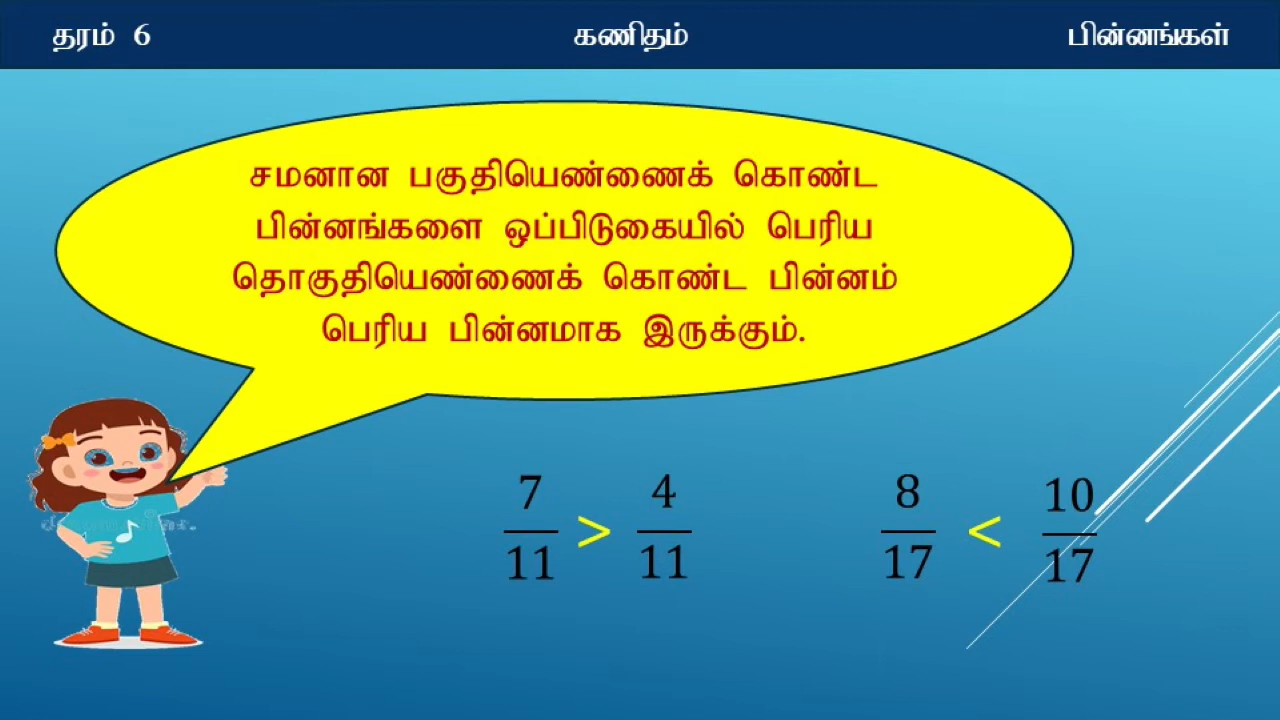 தரம் 6 கணிதம் பின்னங்கள்
சமனான பகுதியெண்ணைக் கொண்ட
பின்னங்களை ஒப்பிடுகையில் பெரிய
தொகுதியெண்ணைக் கொண்ட பின்னம்
பெரிய பின்னமாக இருக்கும்.
7/11 > 4/11 8/17 < 10/17